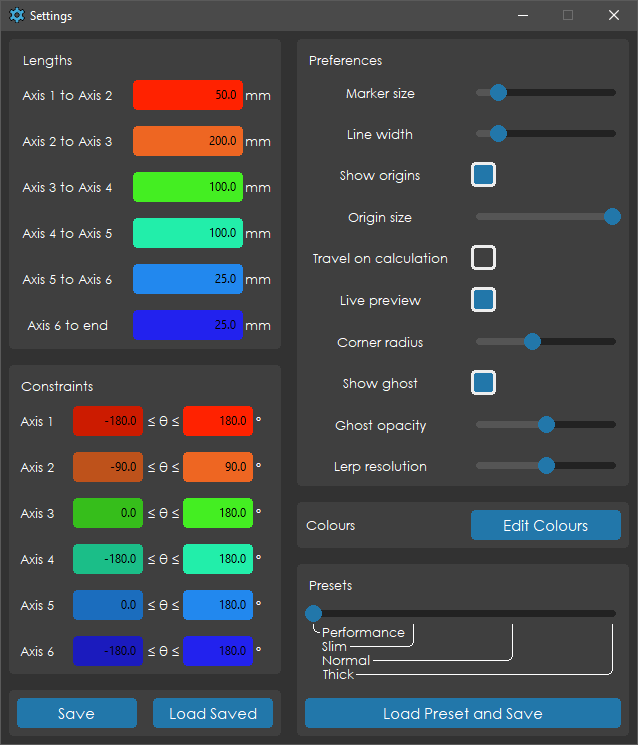 Settings
Lengths
Axis 1 to Axis 2 50.0 mm
Axis 2 to Axis 3 200.0 mm
Axis 3 to Axis 4 100.0 mm
Axis 4 to Axis 5 100.0 mm
Axis 5 to Axis 6 25.0 mm
Axis 6 to end 25.0 mm
Constraints
Axis 1 -180.0 ≤ θ ≤ 180.0 °
Axis 2 -90.0 ≤ θ ≤ 90.0 °
Axis 3 0.0 ≤ θ ≤ 180.0 °
Axis 4 -180.0 ≤ θ ≤ 180.0 °
Axis 5 0.0 ≤ θ ≤ 180.0 °
Axis 6 -180.0 ≤ θ ≤ 180.0 °
Save Load Saved
Preferences
Marker size
Line width
Show origins
Origin size
Travel on calculation
Live preview
Corner radius
Show ghost
Ghost opacity
Lerp resolution
Colours Edit Colours
Presets
Performance
Slim
Normal
Thick
Load Preset and Save